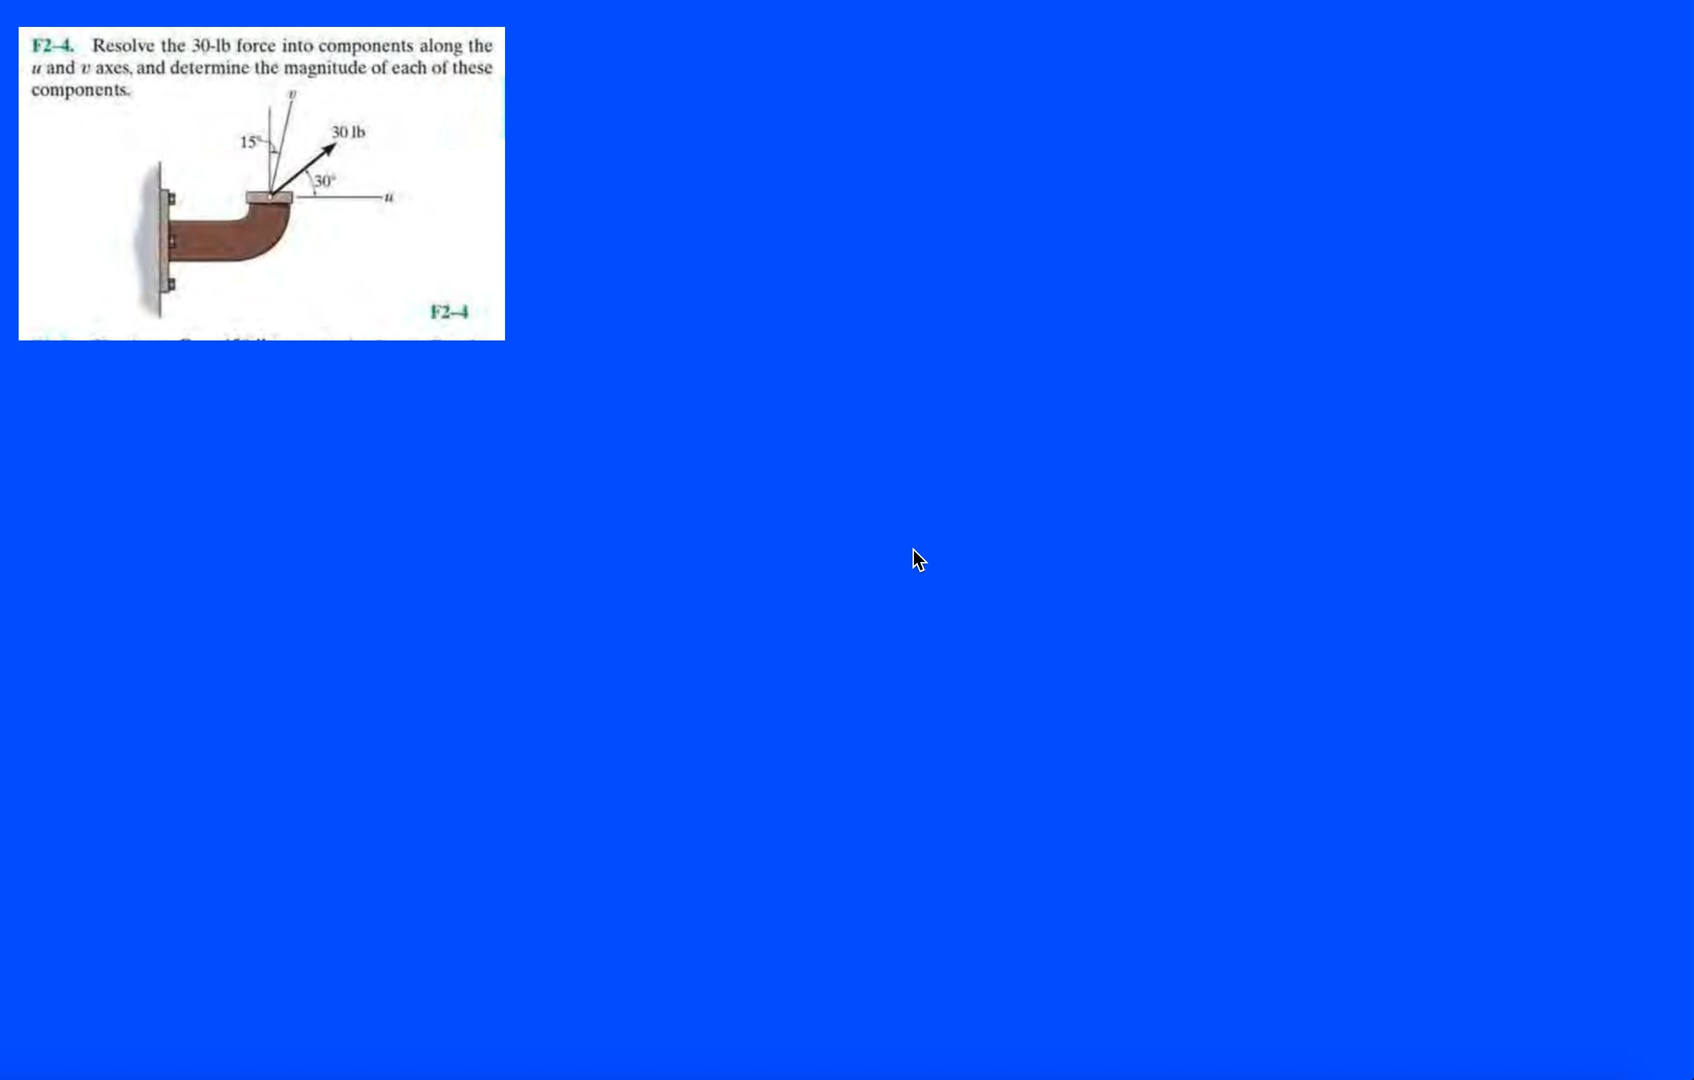 F2–4. Resolve the 30-lb force into components along the
u and v axes, and determine the magnitude of each of these
components.
v
30 lb
15°
30°
u
F2–4